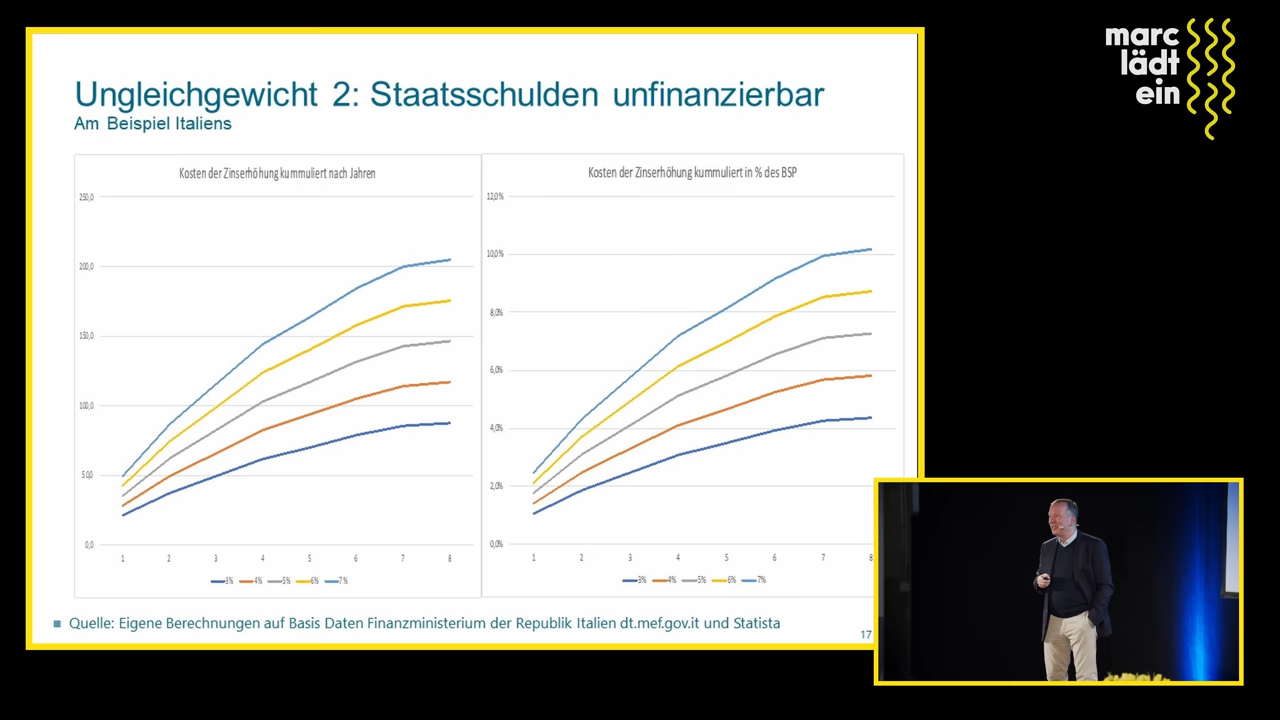 marc
lädt
ein
Ungleichgewicht 2: Staatsschulden unfinanzierbar
Am Beispiel Italiens
Kosten der Zinserhöhung kummuliert nach Jahren
250,0
200,0
150,0
100,0
50,0
0,0
1 2 3 4 5 6 7 8
3% 4% 5% 6% 7%
Kosten der Zinserhöhung kummuliert in % des BSP
12,0%
10,0%
8,0%
6,0%
4,0%
2,0%
0,0%
1 2 3 4 5 6 7 8
3% 4% 5% 6% 7%
Quelle: Eigene Berechnungen auf Basis Daten Finanzministerium der Republik Italien dt.mef.gov.it und Statista
17